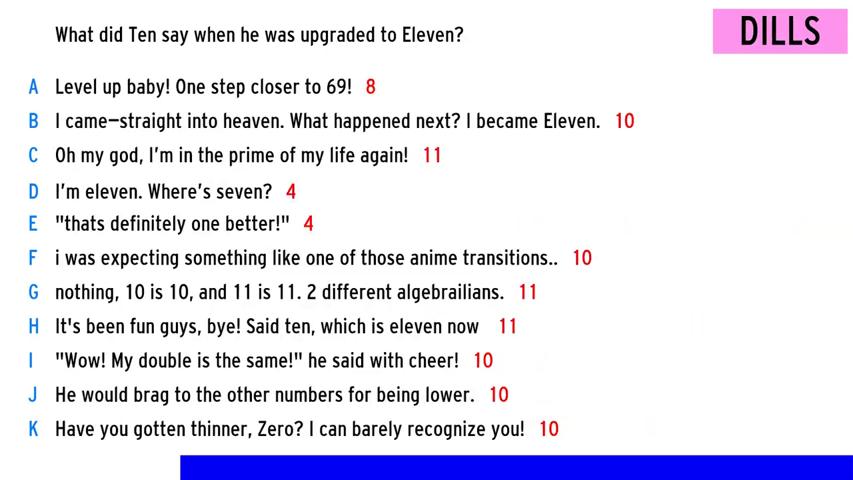 What did Ten say when he was upgraded to Eleven?
DILLS
A Level up baby! One step closer to 69! 8
B I came—straight into heaven. What happened next? I became Eleven. 10
C Oh my god, I'm in the prime of my life again! 11
D I'm eleven. Where's seven? 4
E "thats definitely one better!" 4
F i was expecting something like one of those anime transitions.. 10
G nothing, 10 is 10, and 11 is 11. 2 different algebrailians. 11
H It's been fun guys, bye! Said ten, which is eleven now 11
I "Wow! My double is the same!" he said with cheer! 10
J He would brag to the other numbers for being lower. 10
K Have you gotten thinner, Zero? I can barely recognize you! 10